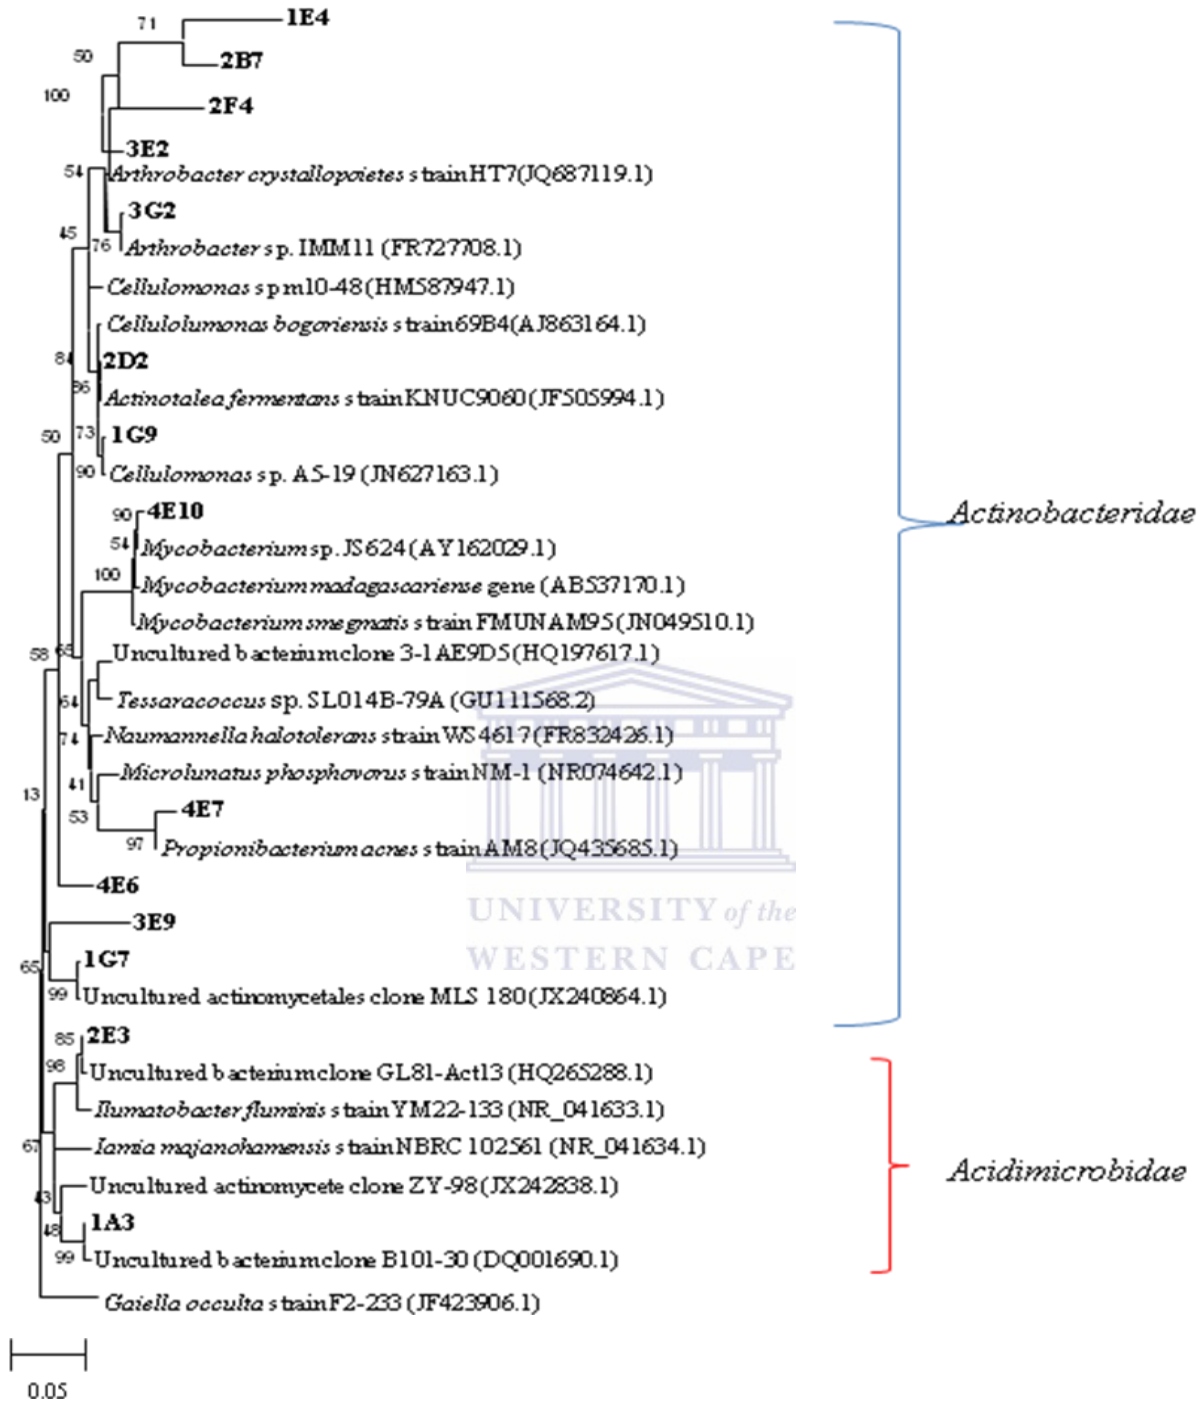 71
1E4
50
2B7
100
2F4
3E2
54
Arthrobacter crystallopoietes strain HT7(JQ687119.1)
3G2
45
76
Arthrobacter sp. IMM11 (FR727708.1)
Cellulomonas sp m10-48(HM587947.1)
Cellulolumonas bogoriensis strain 69B4(AJ863164.1)
84
2D2
86
Actinotalea fermentans strain KNUC9060(JF505994.1)
50
73
1G9
90
Cellulomonas sp. A5-19 (JN627163.1)
90
4E10
Actinobacteridae
54
Mycobacterium sp. JS624(AY162029.1)
100
Mycobacterium madagascariense gene (AB537170.1)
Mycobacterium smegmatis strain FMUNAM95(JN049510.1)
58
Uncultured bacterium clone 3-1AE9D5(HQ197617.1)
64
Tessaracoccus sp. SL014B-79A (GU111568.2)
74
Naumannella halotolerans strain WS4617(FR832426.1)
41
Microlunatus phosphovorus strain NM-1 (NR074642.1)
13
53
4E7
97
Propionibacterium acnes strain AM8(JQ435685.1)
4E6
UNIVERSITY of the
3E9
WESTERN CAPE
65
1G7
99
Uncultured actinomycetales clone MLS 180(JX240864.1)
85
2E3
98
Uncultured bacterium clone GL81-Act13 (HQ265288.1)
Ilumatobacter fluminis strain YM22-133 (NR_041633.1)
67
Iamia majanohamensis strain NBRC 102561 (NR_041634.1)
Acidimicrobidae
43
Uncultured actinomycete clone ZY-98(JX242838.1)
48
1A3
99
Uncultured bacterium clone B101-30 (DQ001690.1)
Gaiella occulta strain F2-233 (JF423906.1)
0.05